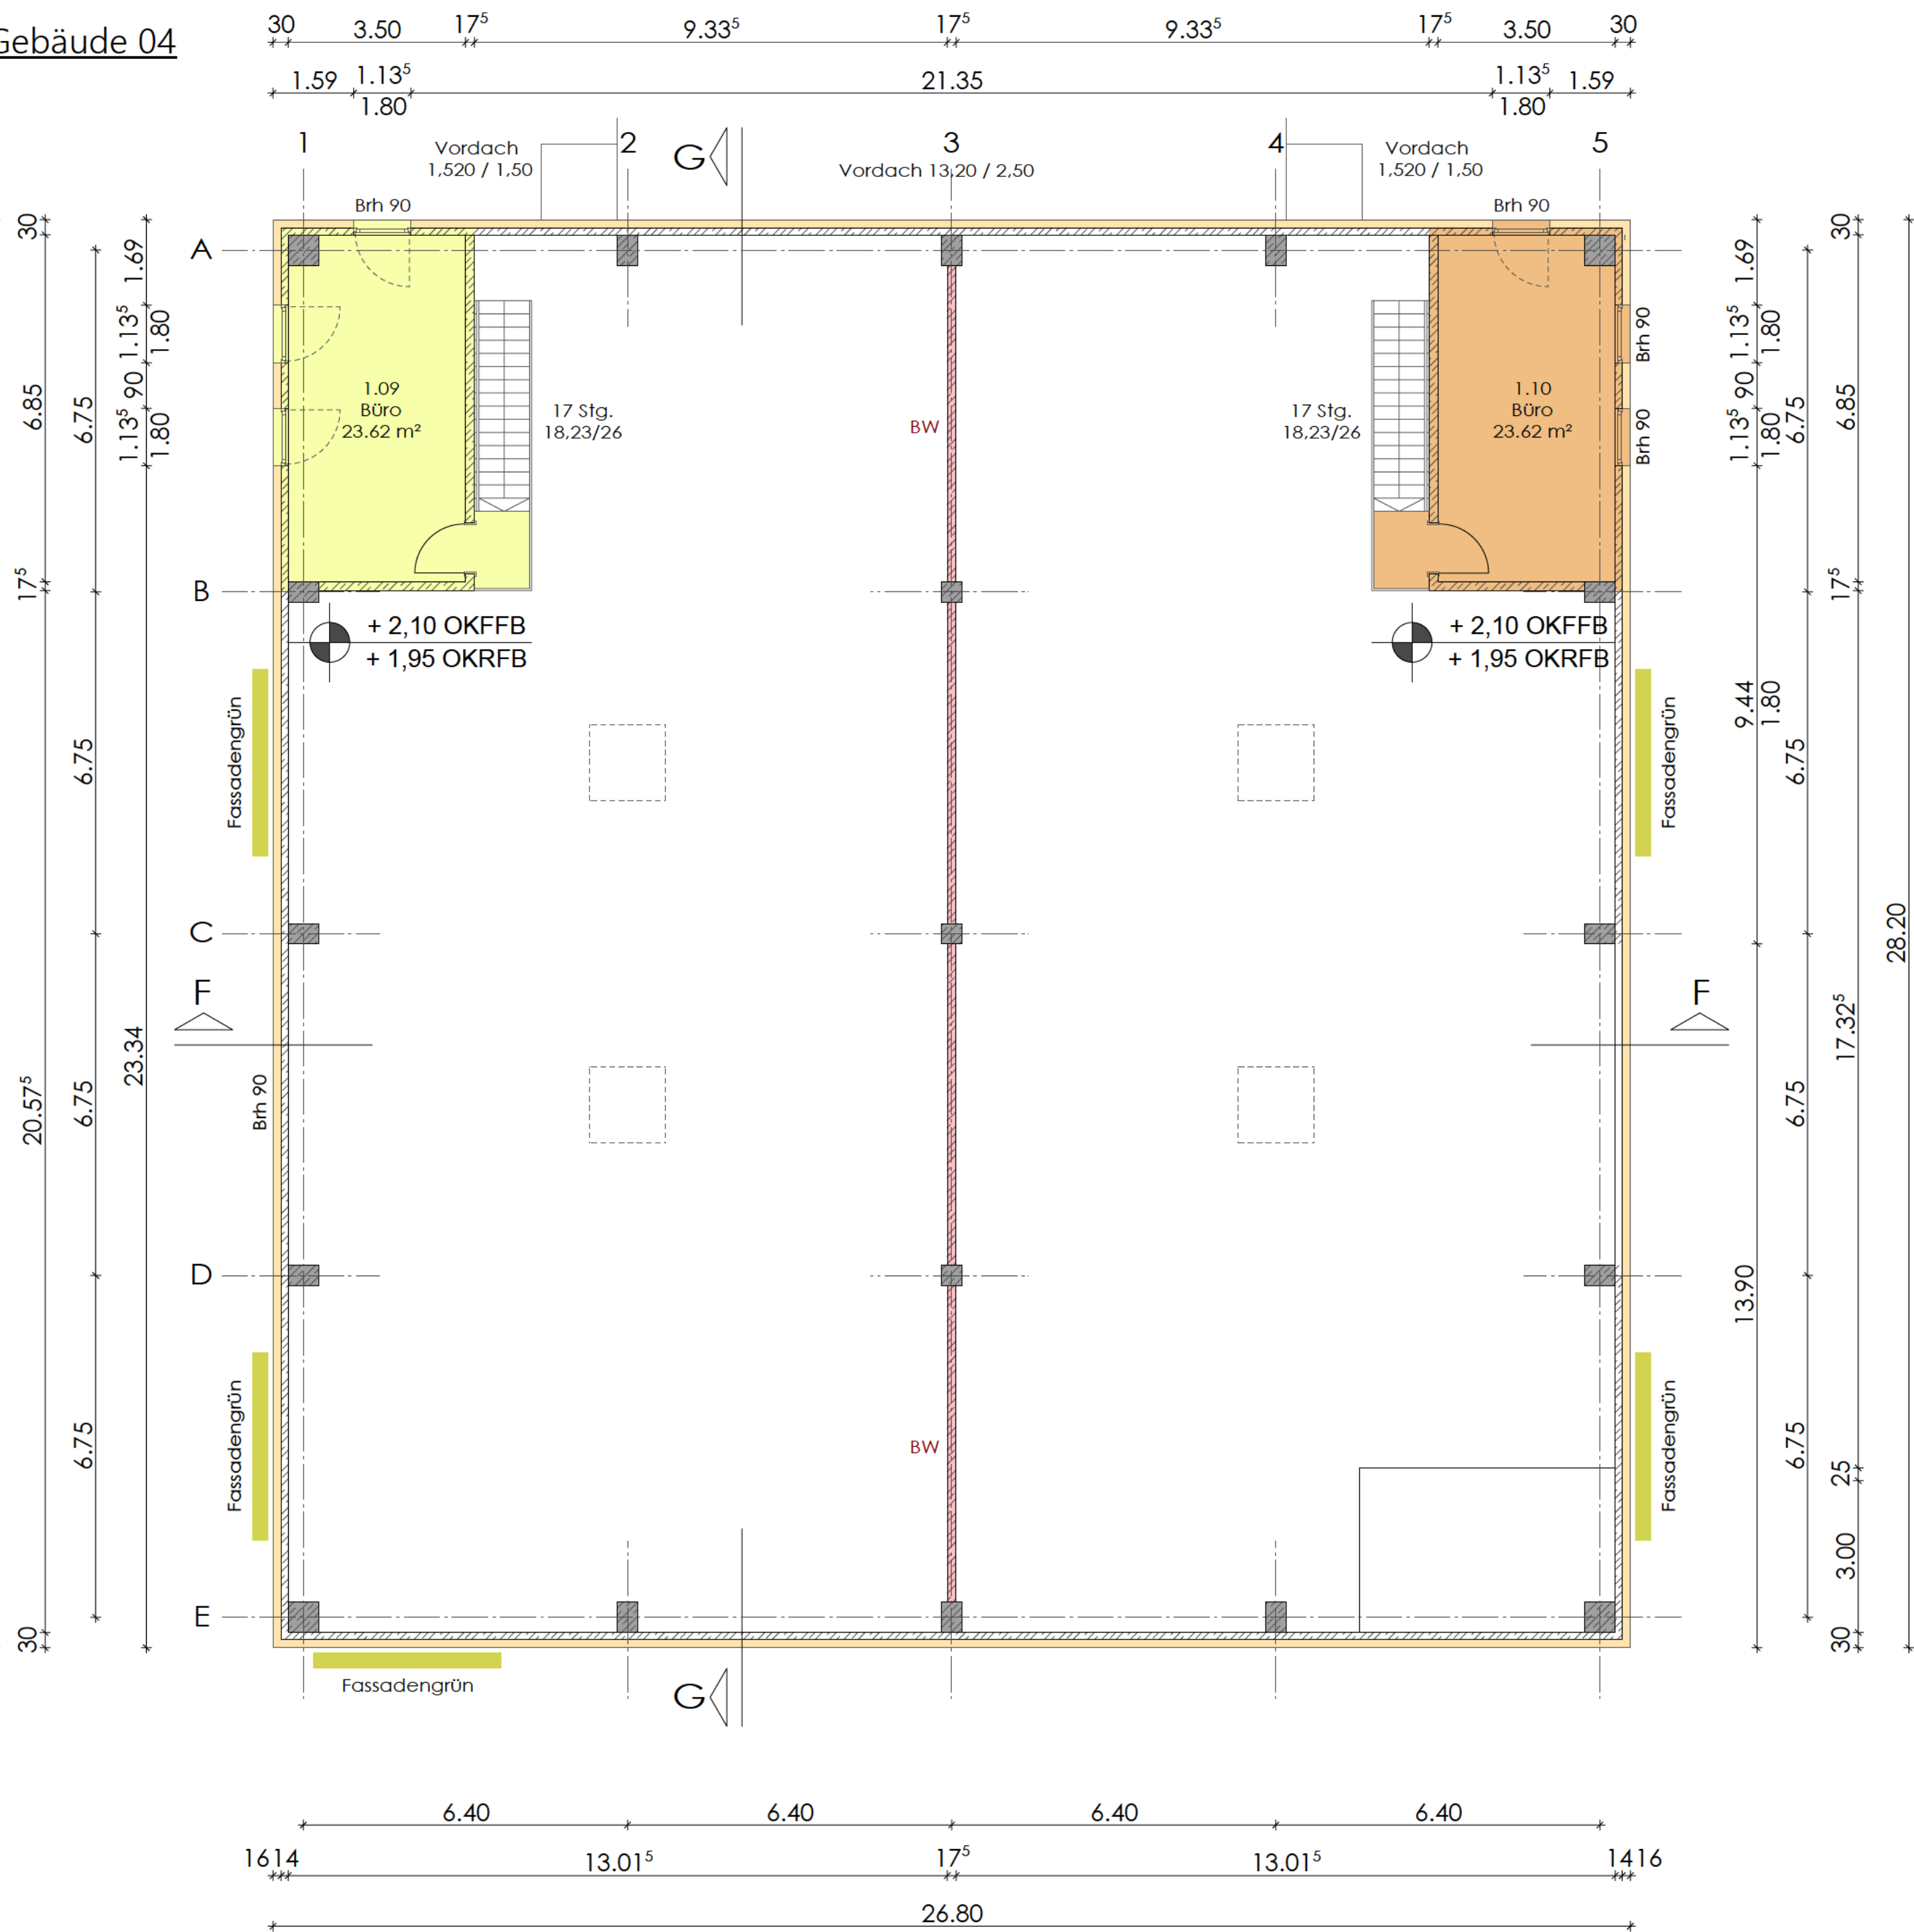 Gebäude 04
30 3.50 17⁵ 9.33⁵ 17⁵ 9.33⁵ 17⁵ 3.50 30
1.59 1.13⁵ 21.35 1.13⁵ 1.59
1.80 1.80
1 2 3 4 5
Vordach
1,520 / 1,50
G
Vordach 13,20 / 2,50
Vordach
1,520 / 1,50
Brh 90
Brh 90
A
B
C
D
E
30
6.85
17⁵
20.57⁵
30
6.75
6.75
6.75
6.75
1.69
1.13⁵
1.80
90
1.13⁵
1.80
23.34
1.09
Büro
23.62 m²
17 Stg.
18,23/26
BW
17 Stg.
18,23/26
1.10
Büro
23.62 m²
Brh 90
Brh 90
+ 2,10 OKFFB
+ 1,95 OKRFB
+ 2,10 OKFFB
+ 1,95 OKRFB
Fassadengrün
Fassadengrün
F
F
Brh 90
BW
Fassadengrün
Fassadengrün
Fassadengrün
G
1.69
1.13⁵
1.80
90
1.13⁵
1.80
9.44
1.80
13.90
6.75
6.75
6.75
6.75
30
6.85
17⁵
17.32⁵
25
3.00
30
28.20
6.40 6.40 6.40 6.40
16 14 13.01⁵ 17⁵ 13.01⁵ 14 16
26.80